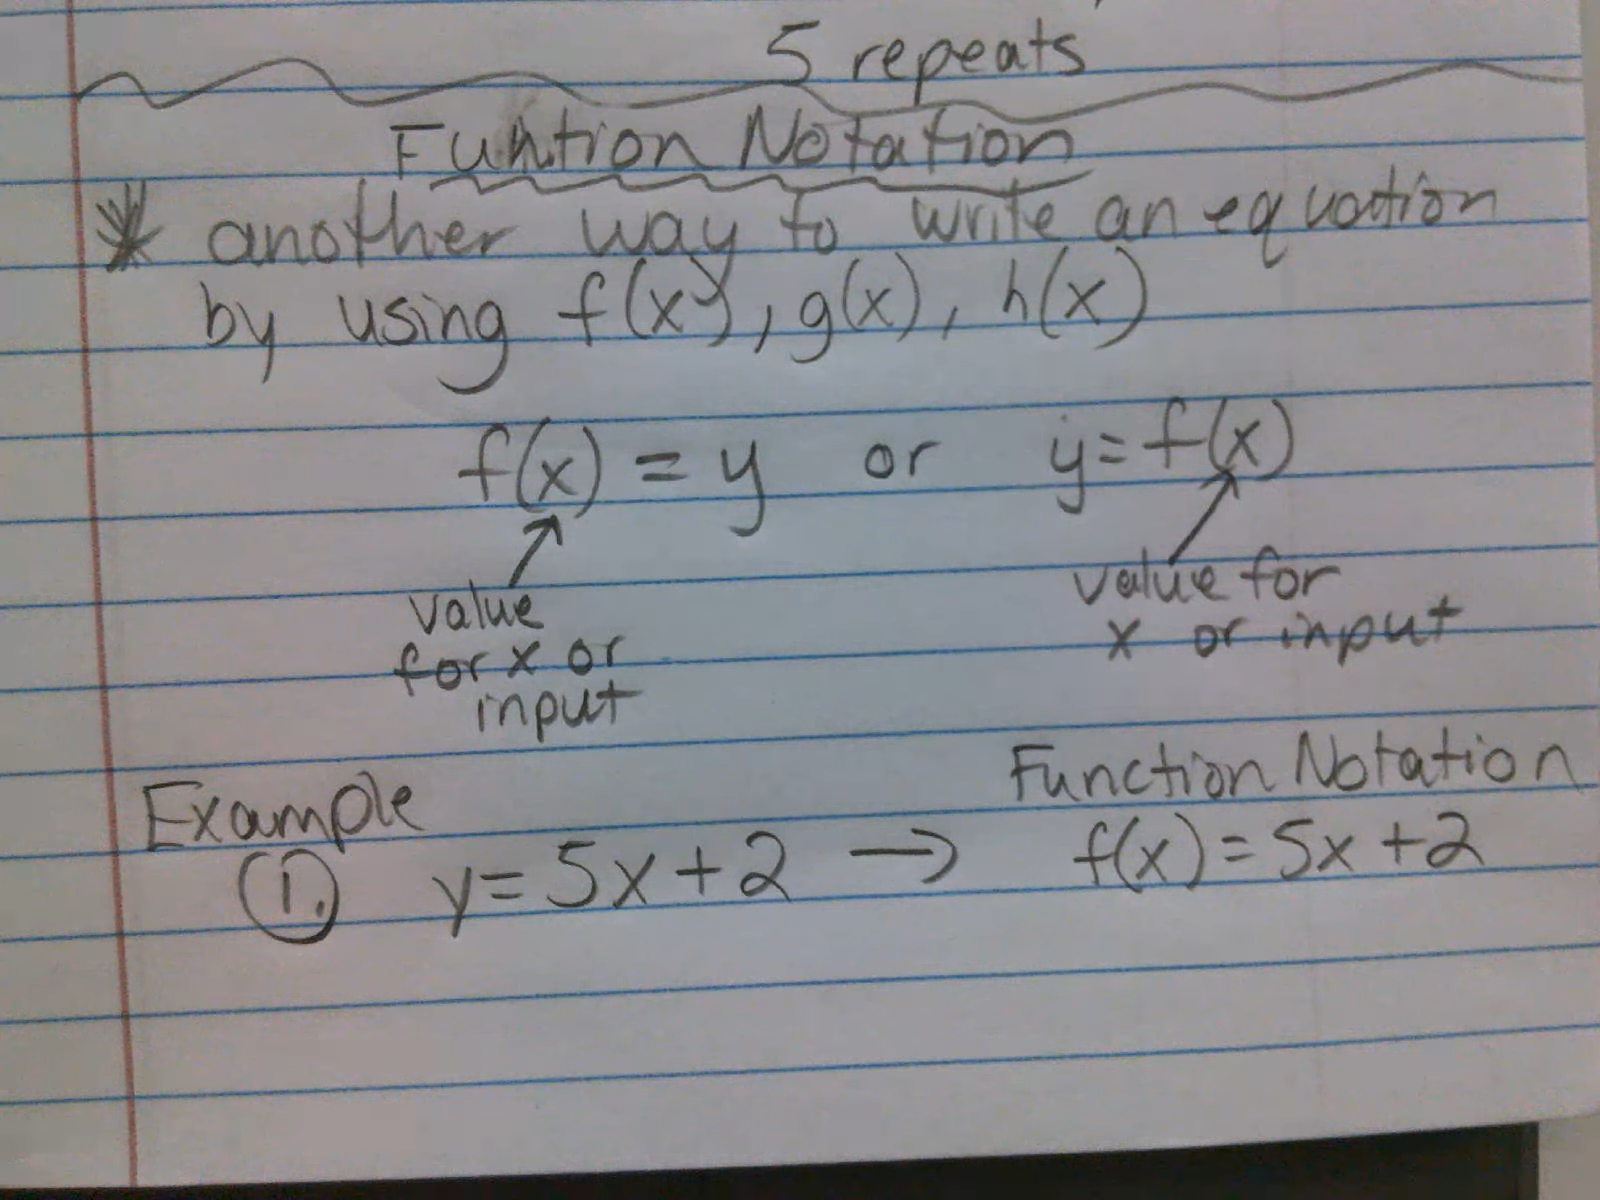 5 repeats
Funtion Notation
* another way to write an equation
by using f(x), g(x), h(x)
f(x) = y or y = f(x)
value for x or input
value for x or input
Example
Function Notation
1. y = 5x + 2 → f(x) = 5x + 2